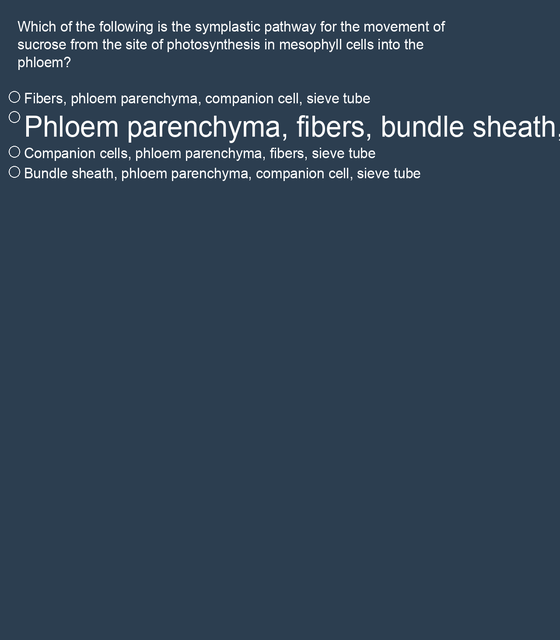 Which of the following is the symplastic pathway for the movement of
sucrose from the site of photosynthesis in mesophyll cells into the
phloem?
Fibers, phloem parenchyma, companion cell, sieve tube
Phloem parenchyma, fibers, bundle sheath,
Companion cells, phloem parenchyma, fibers, sieve tube
Bundle sheath, phloem parenchyma, companion cell, sieve tube